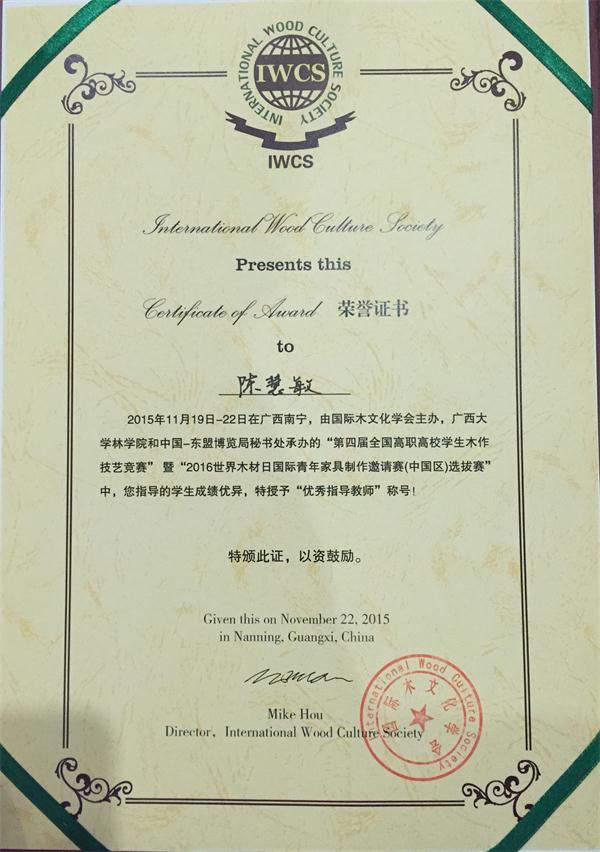 INTERNATIONAL WOOD CULTURE SOCIETY
IWCS
IWCS
International Wood Culture Society
Presents this
Certificate of Award 荣誉证书
to
陈慧敏
2015年11月19日-22日在广西南宁，由国际木文化学会主办，广西大
学林学院和中国-东盟博览局秘书处承办的“第四届全国高职高校学生木作
技艺竞赛” 暨“2016世界木材日国际青年家具制作邀请赛(中国区)选拔赛”
中，您指导的学生成绩优异，特授予“优秀指导教师”称号!
特颁此证，以资鼓励。
Given this on November 22, 2015
in Nanning, Guangxi, China
Mike Hou
Director，International Wood Culture Society
International Wood Culture Society
国际木文化学会